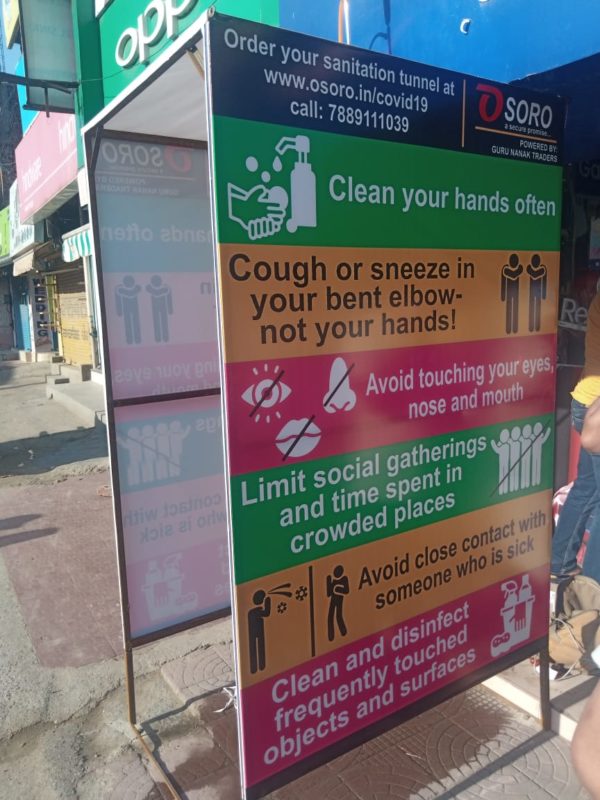 oppo
Order your sanitation tunnel at
www.osoro.in/covid19
call: 7889111039
OSORO
a secure promise...
POWERED BY:
GURU NANAK TRADERS
Clean your hands often
Cough or sneeze in
your bent elbow-
not your hands!
Avoid touching your eyes,
nose and mouth
Limit social gatherings
and time spent in
crowded places
Avoid close contact with
someone who is sick
Clean and disinfect
frequently touched
objects and surfaces